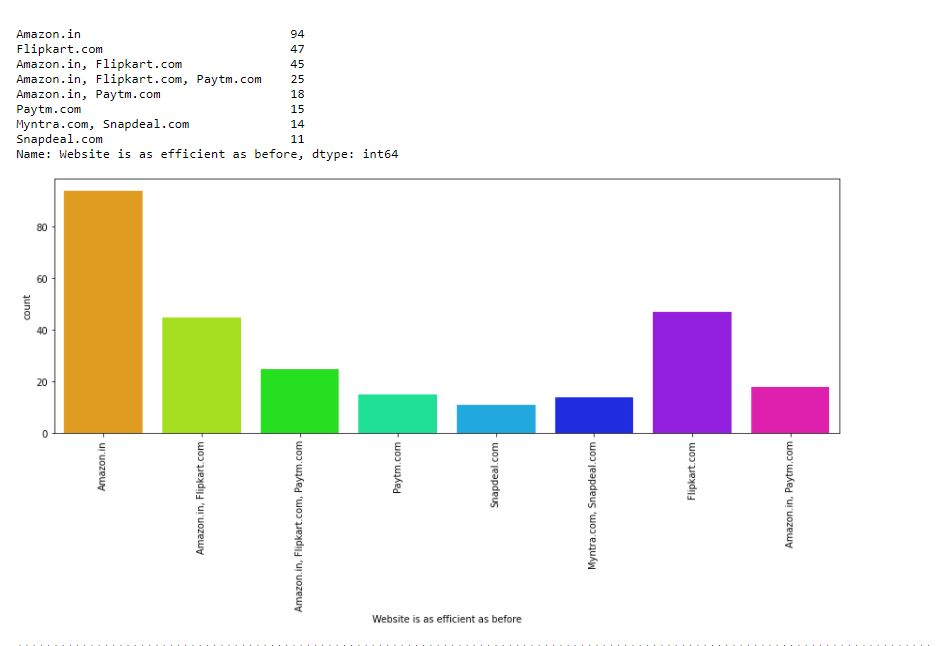 Amazon.in 94
Flipkart.com 47
Amazon.in, Flipkart.com 45
Amazon.in, Flipkart.com, Paytm.com 25
Amazon.in, Paytm.com 18
Paytm.com 15
Myntra.com, Snapdeal.com 14
Snapdeal.com 11
Name: Website is as efficient as before, dtype: int64
count
80
60
40
20
0
Amazon.in
Amazon.in, Flipkart.com
Amazon.in, Flipkart.com, Paytm.com
Paytm.com
Snapdeal.com
Myntra.com, Snapdeal.com
Flipkart.com
Amazon.in, Paytm.com
Website is as efficient as before